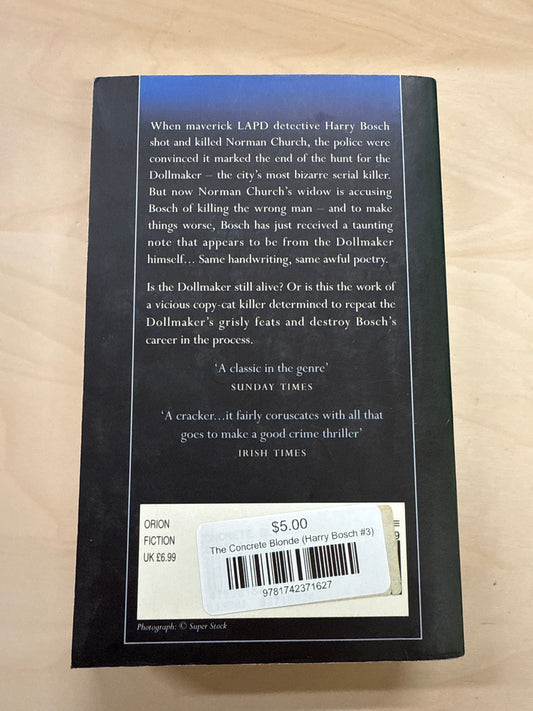 When maverick LAPD detective Harry Bosch
shot and killed Norman Church, the police were
convinced it marked the end of the hunt for the
Dollmaker – the city's most bizarre serial killer.
But now Norman Church's widow is accusing
Bosch of killing the wrong man – and to make
things worse, Bosch has just received a taunting
note that appears to be from the Dollmaker
himself... Same handwriting, same awful poetry.
Is the Dollmaker still alive? Or is this the work of
a vicious copy-cat killer determined to repeat the
Dollmaker's grisly feats and destroy Bosch's
career in the process.
'A classic in the genre'
SUNDAY TIMES
'A cracker...it fairly coruscates with all that
goes to make a good crime thriller'
IRISH TIMES
ORION
FICTION
UK £6.99
$5.00
The Concrete Blonde (Harry Bosch #3)
9781742371627
9
Photograph: © Super Stock